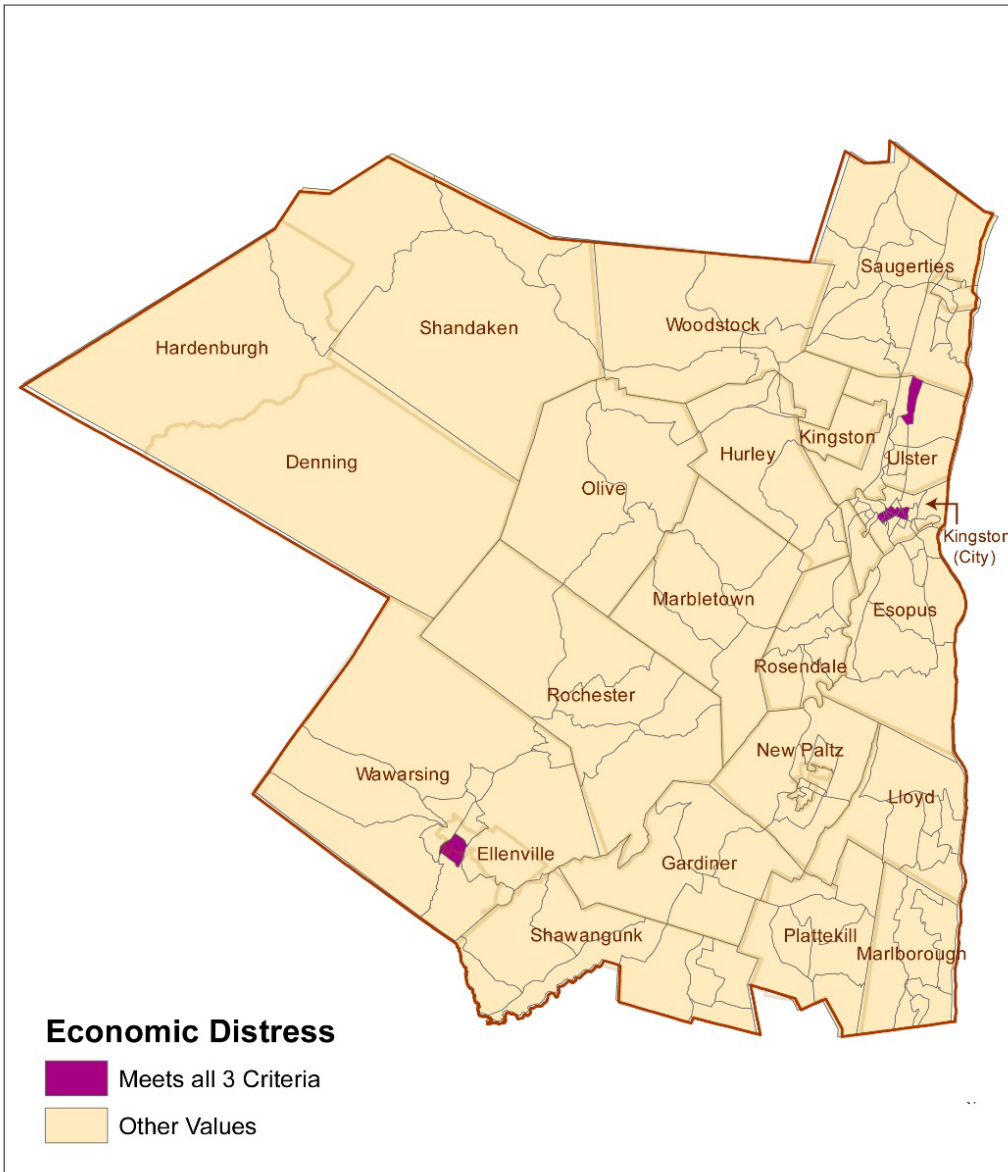 Saugerties
Woodstock
Shandaken
Hardenburgh
Kingston
Hurley
Ulster
Denning
Olive
Kingston
(City)
Marbletown
Esopus
Rosendale
Rochester
New Paltz
Wawarsing
Lloyd
Ellenville
Gardiner
Shawangunk
Plattekill
Marlborough
Economic Distress
Meets all 3 Criteria
Other Values